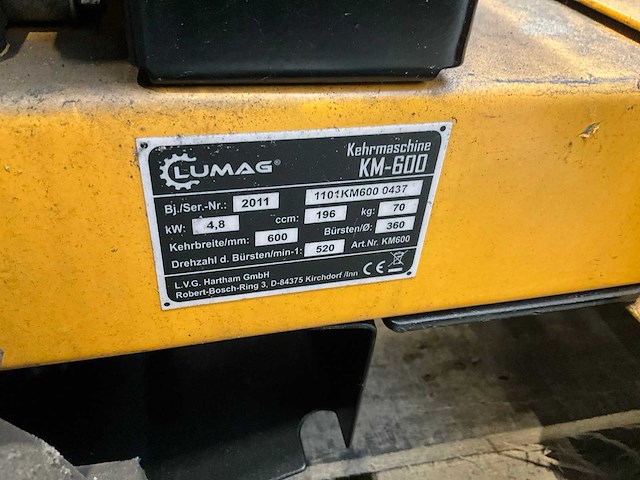 LUMAG®
Kehrmaschine
KM-600
Bj./Ser.-Nr.: 2011 1101KM600 0437
kW: 4,8 ccm: 196 kg: 70
Kehrbreite/mm: 600 Bürsten/Ø: 360
Drehzahl d. Bürsten/min-1: 520 Art.Nr. KM600
L.V.G. Hartham GmbH
Robert-Bosch-Ring 3, D-84375 Kirchdorf /Inn CE